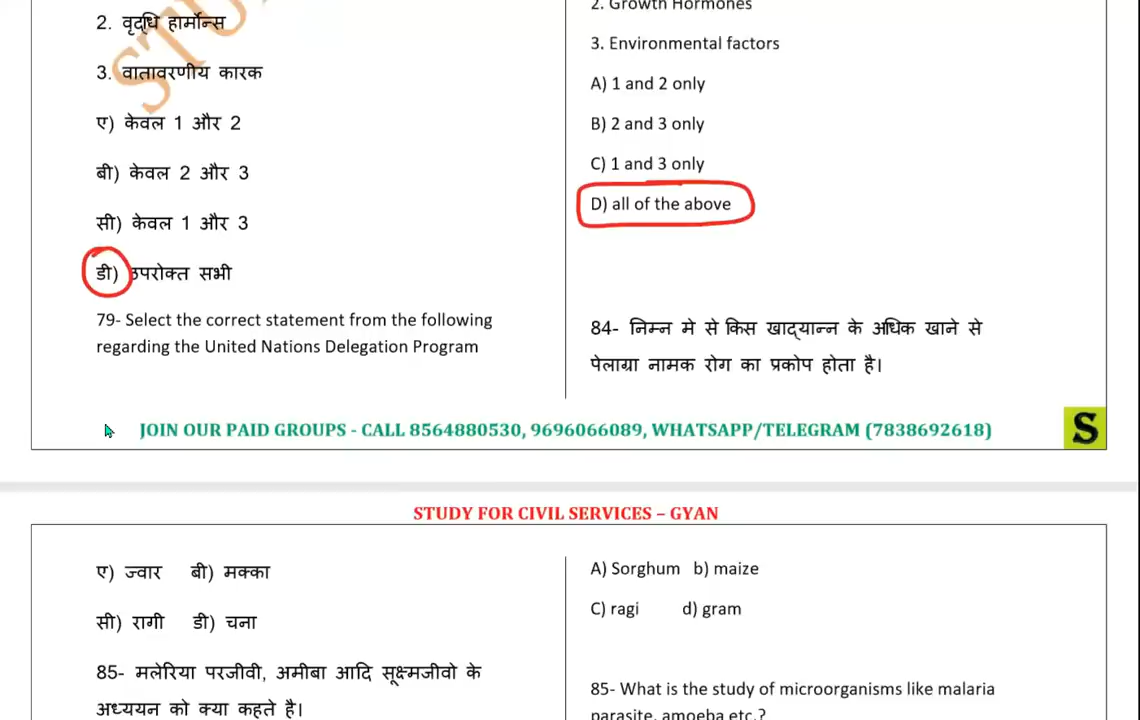 2. वृद्धि हार्मोन्स
3. वातावरणीय कारक
ए) केवल 1 और 2
बी) केवल 2 और 3
सी) केवल 1 और 3
डी) उपरोक्त सभी
79- Select the correct statement from the following
regarding the United Nations Delegation Program
2. Growth Hormones
3. Environmental factors
A) 1 and 2 only
B) 2 and 3 only
C) 1 and 3 only
D) all of the above
84- निम्न मे से किस खाद्यान्न के अधिक खाने से
पेलाग्रा नामक रोग का प्रकोप होता है।
JOIN OUR PAID GROUPS - CALL 8564880530, 9696066089, WHATSAPP/TELEGRAM (7838692618)
S
STUDY FOR CIVIL SERVICES – GYAN
ए) ज्वार बी) मक्का
सी) रागी डी) चना
85- मलेरिया परजीवी, अमीबा आदि सूक्ष्मजीवो के
अध्ययन को क्या कहते है।
A) Sorghum b) maize
C) ragi d) gram
85- What is the study of microorganisms like malaria
parasite, amoeba etc.?